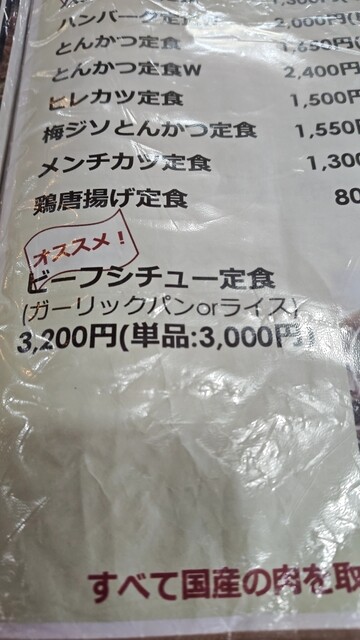 ハンバーグ定食 2,000円
とんかつ定食 1,650円
とんかつ定食W 2,400円
ヒレカツ定食 1,500円
梅ジソとんかつ定食 1,550
メンチカツ定食 1,300
鶏唐揚げ定食 80
オススメ!
ビーフシチュー定食
(ガーリックパンorライス)
3,200円(単品:3,000円)
すべて国産の肉を取